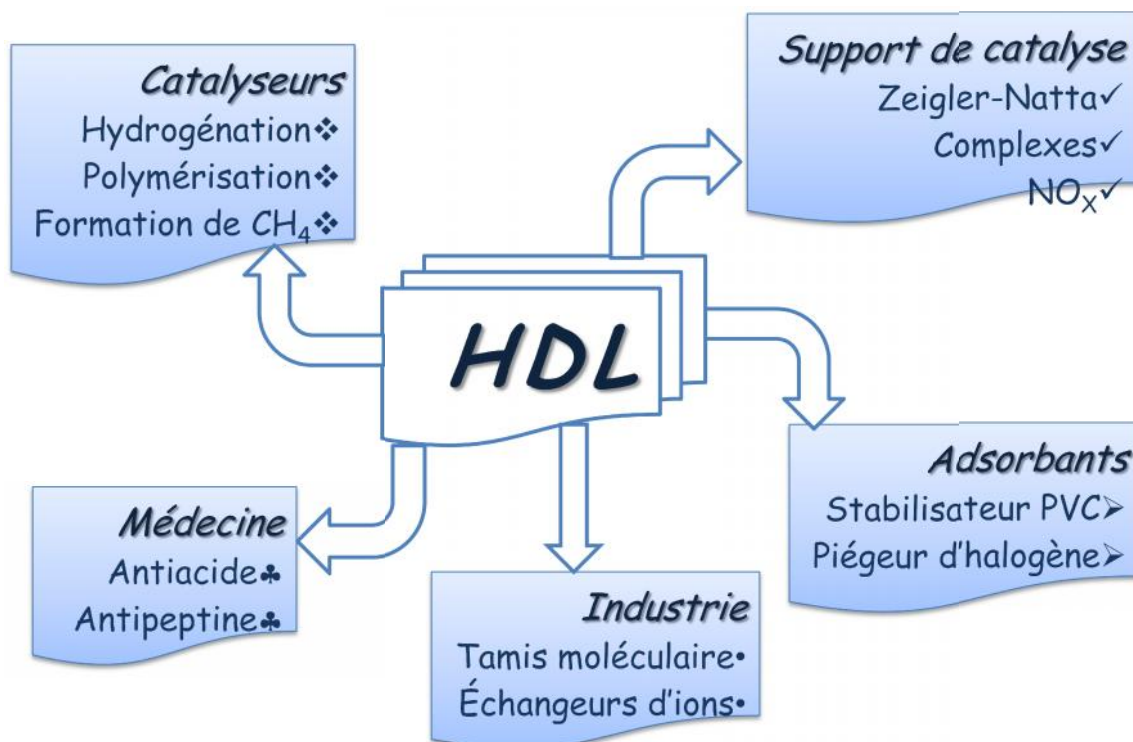 Catalyseurs
Hydrogénation❖
Polymérisation❖
Formation de CH₄❖
Support de catalyse
Zeigler-Natta✓
Complexes✓
NOₓ✓
HDL
Médecine
Antiacide♣
Antipeptine♣
Industrie
Tamis moléculaire•
Échangeurs d'ions•
Adsorbants
Stabilisateur PVC➢
Piégeur d'halogène➢